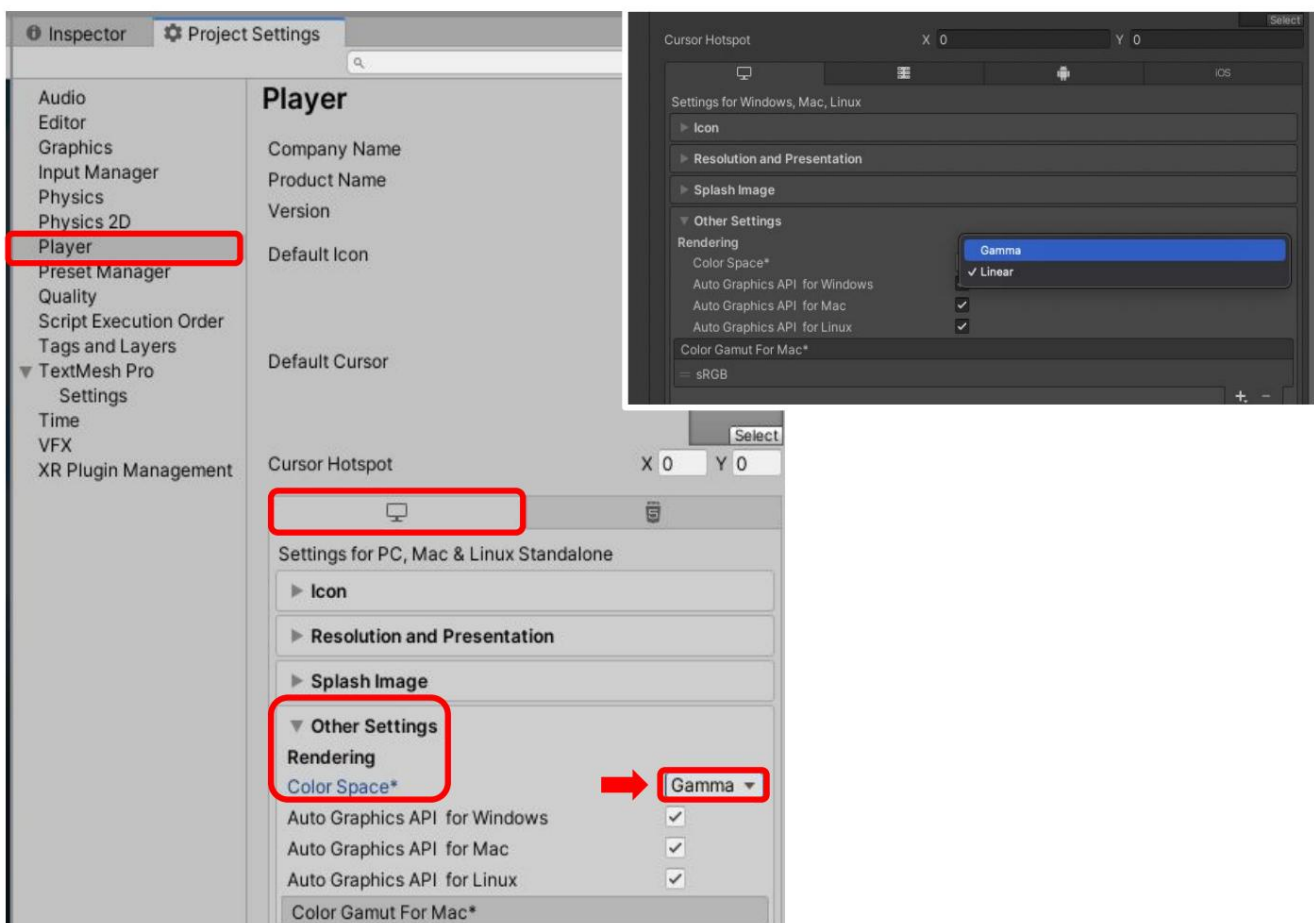 Inspector
Project Settings
Audio
Editor
Graphics
Input Manager
Physics
Physics 2D
Player
Preset Manager
Quality
Script Execution Order
Tags and Layers
TextMesh Pro
Settings
Time
VFX
XR Plugin Management
Player
Company Name
Product Name
Version
Default Icon
Default Cursor
Select
Cursor Hotspot X 0 Y 0
5
Settings for PC, Mac & Linux Standalone
Icon
Resolution and Presentation
Splash Image
Other Settings
Rendering
Color Space* Gamma
Auto Graphics API for Windows
Auto Graphics API for Mac
Auto Graphics API for Linux
Color Gamut For Mac*
Select
Cursor Hotspot X 0 Y 0
iOS
Settings for Windows, Mac, Linux
Icon
Resolution and Presentation
Splash Image
Other Settings
Rendering
Gamma
Color Space*
Linear
Auto Graphics API for Windows
Auto Graphics API for Mac
Auto Graphics API for Linux
Color Gamut For Mac*
sRGB